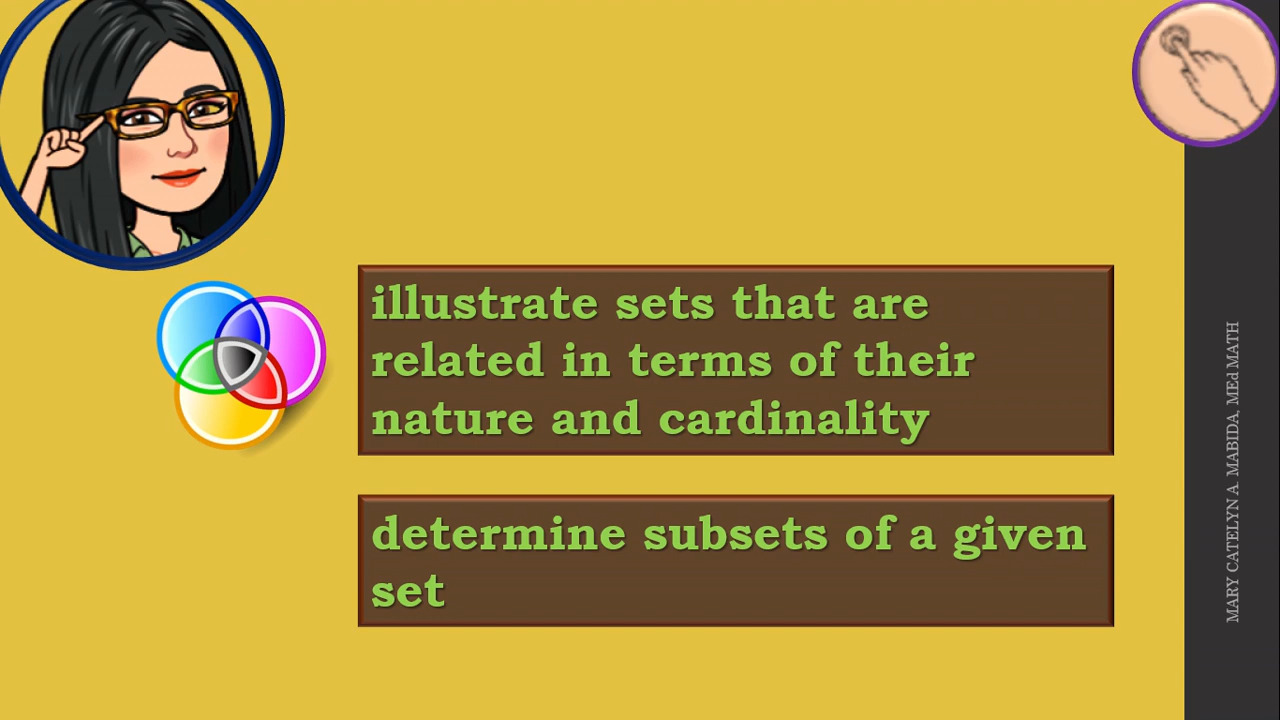 illustrate sets that are
related in terms of their
nature and cardinality
determine subsets of a given
set
MARY CATELYN A. MABIDA, MEd MATH